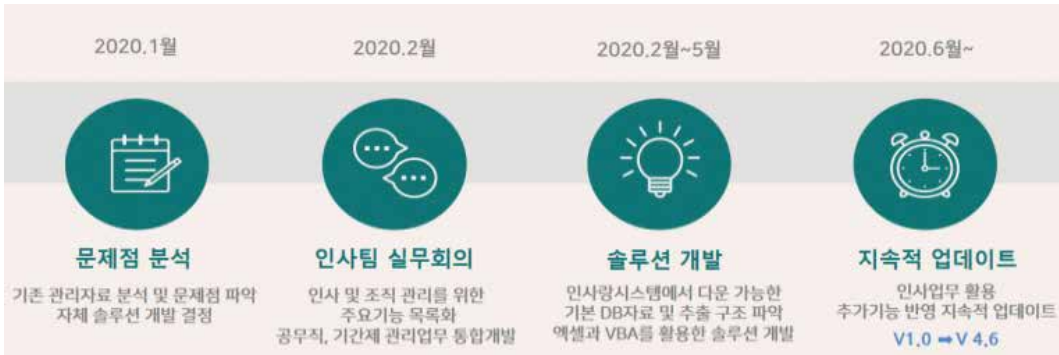 2020.1월
문제점 분석
기존 관리자료 분석 및 문제점 파악
자체 솔루션 개발 결정
2020.2월
인사팀 실무회의
인사 및 조직 관리를 위한
주요기능 목록화
공무직, 기간제 관리업무 통합개발
2020.2월~5월
솔루션 개발
인사랑시스템에서 다운 가능한
기본 DB자료 및 추출 구조 파악
엑셀과 VBA를 활용한 솔루션 개발
2020.6월~
지속적 업데이트
인사업무 활용
추가기능 반영 지속적 업데이트
V1.0 ➡ V 4.6